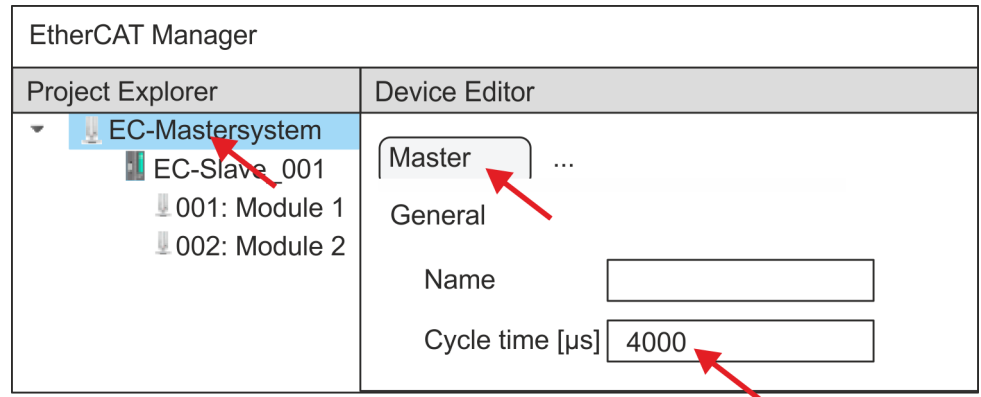 EtherCAT Manager
Project Explorer
Device Editor
EC-Mastersystem
EC-Slave_001
001: Module 1
002: Module 2
Master
...
General
Name
Cycle time [µs]
4000